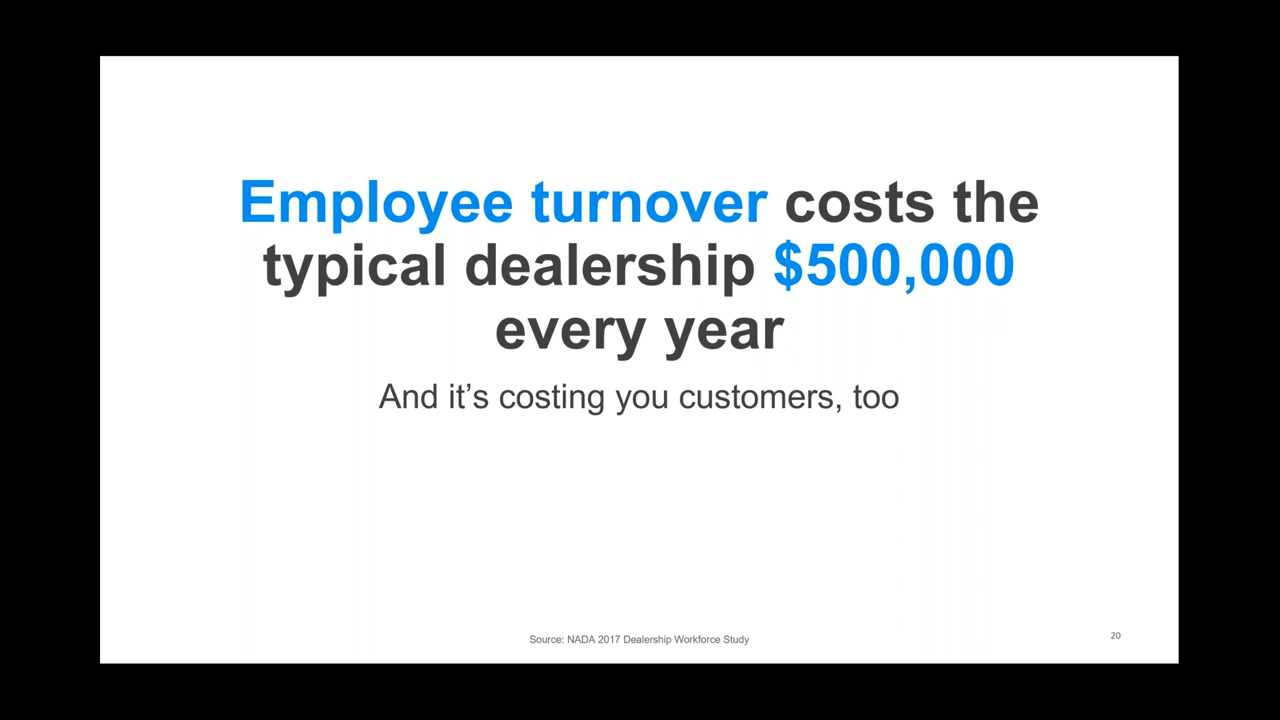 Employee turnover costs the
typical dealership $500,000
every year
And it’s costing you customers, too
Source: NADA 2017 Dealership Workforce Study
20